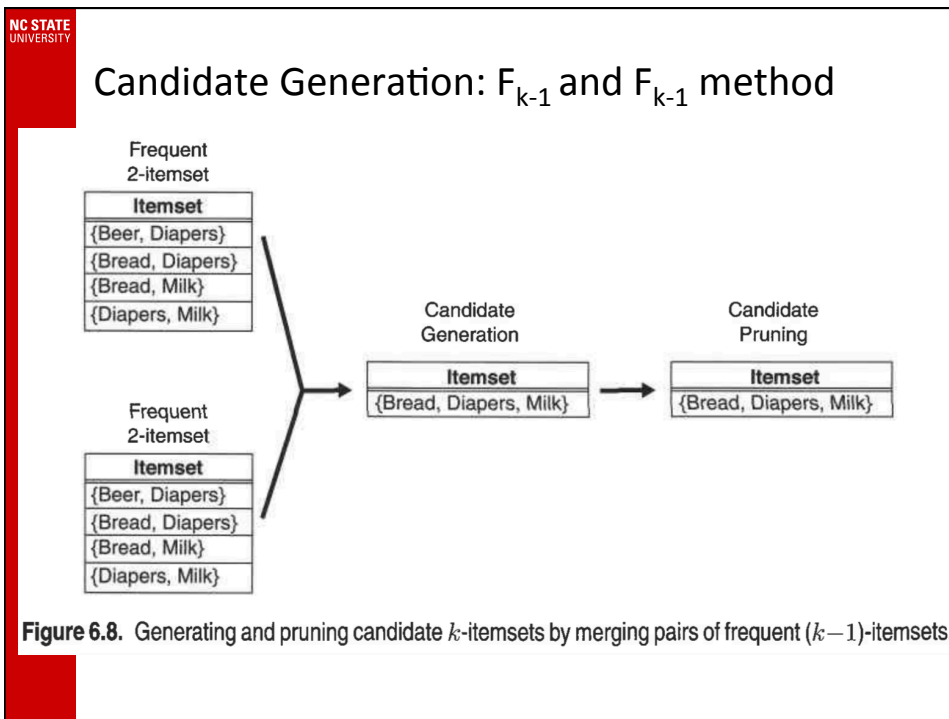 NC STATE
UNIVERSITY
Candidate Generation: Fk-1 and Fk-1 method
Frequent
2-itemset
Itemset
{Beer, Diapers}
{Bread, Diapers}
{Bread, Milk}
{Diapers, Milk}
Frequent
2-itemset
Itemset
{Beer, Diapers}
{Bread, Diapers}
{Bread, Milk}
{Diapers, Milk}
Candidate
Generation
Itemset
{Bread, Diapers, Milk}
Candidate
Pruning
Itemset
{Bread, Diapers, Milk}
Figure 6.8. Generating and pruning candidate k-itemsets by merging pairs of frequent (k−1)-itemsets